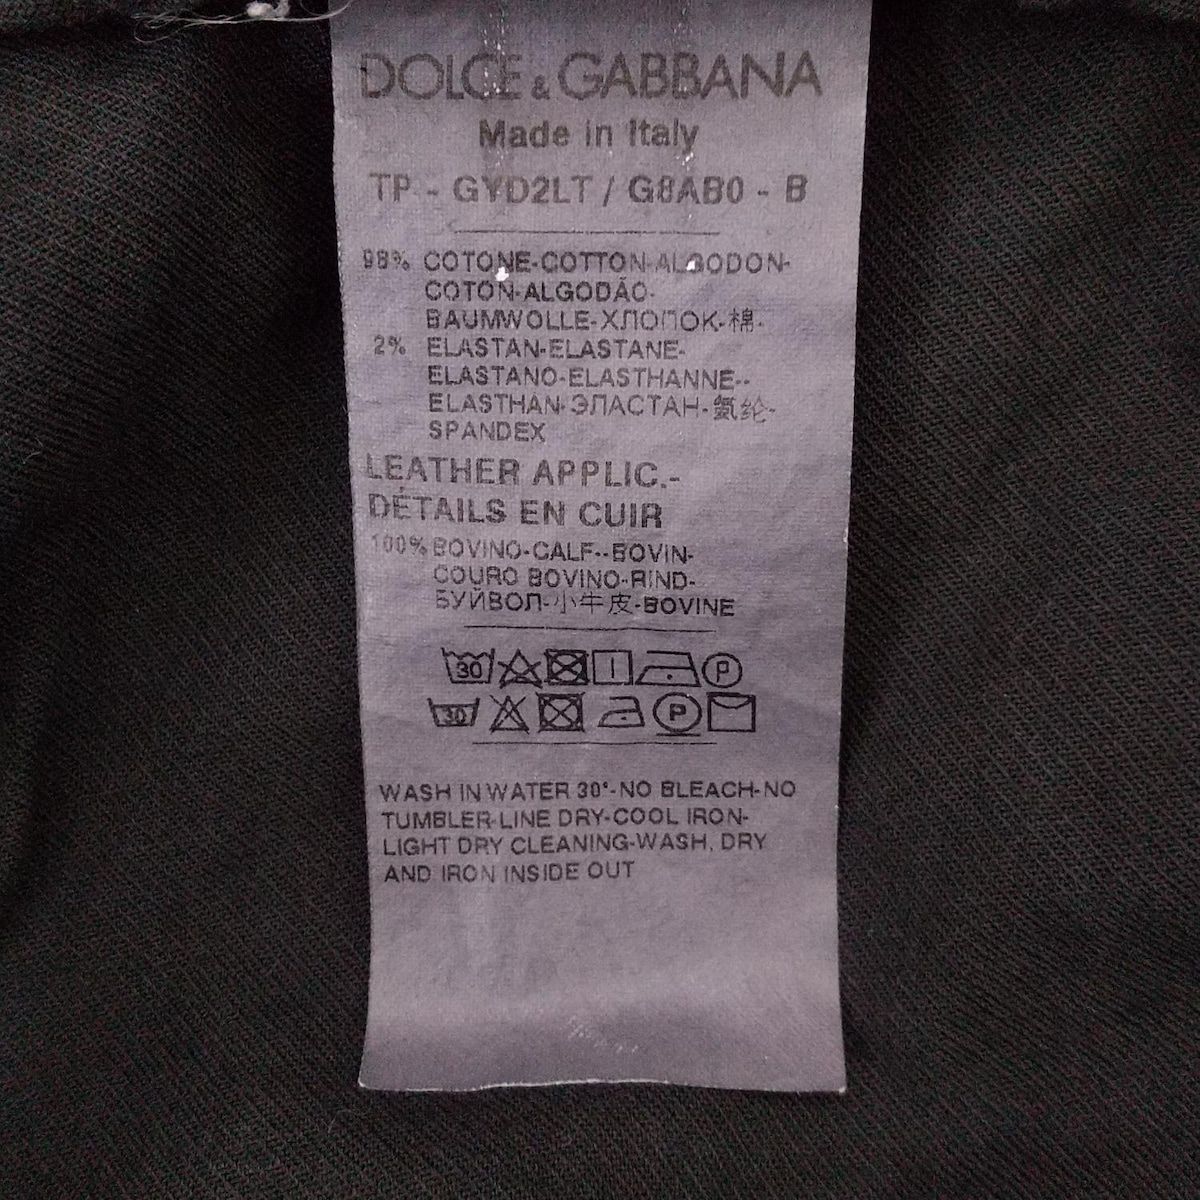 DOLCE & GABBANA
Made in Italy
TP - GYD2LT / G8AB0 - B
98% COTONE-COTTON-ALGODON-
COTON-ALGODÃO-
BAUMWOLLE-ХЛОПОК-棉-
2% ELASTAN-ELASTANE-
ELASTANO-ELASTHANNE--
ELASTHAN-ЭЛАСТАН-氨纶-
SPANDEX
LEATHER APPLIC.-
DÉTAILS EN CUIR
100% BOVINO-CALF--BOVIN-
COURO BOVINO-RIND-
БУЙВОЛ-小牛皮-BOVINE
30 P
30 P
WASH IN WATER 30°-NO BLEACH-NO
TUMBLER-LINE DRY-COOL IRON-
LIGHT DRY CLEANING-WASH, DRY
AND IRON INSIDE OUT